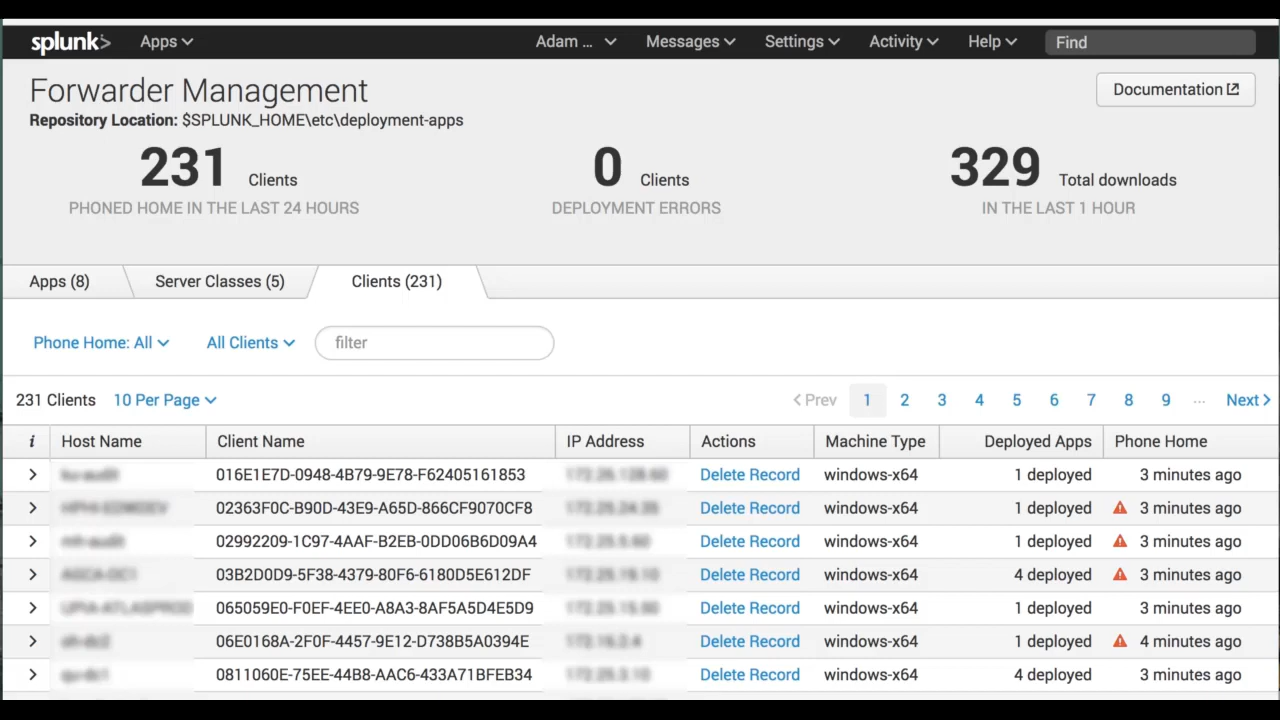 splunk> Apps Adam ... Messages Settings Activity Help Find
Forwarder Management Documentation
Repository Location: $SPLUNK_HOME\etc\deployment-apps
231 Clients 0 Clients 329 Total downloads
PHONED HOME IN THE LAST 24 HOURS DEPLOYMENT ERRORS IN THE LAST 1 HOUR
Apps (8) Server Classes (5) Clients (231)
Phone Home: All All Clients filter
231 Clients 10 Per Page < Prev 1 2 3 4 5 6 7 8 9 ... Next >
i Host Name Client Name IP Address Actions Machine Type Deployed Apps Phone Home
> 016E1E7D-0948-4B79-9E78-F62405161853 Delete Record windows-x64 1 deployed 3 minutes ago
> 02363F0C-B90D-43E9-A65D-866CF9070CF8 Delete Record windows-x64 1 deployed 3 minutes ago
> 02992209-1C97-4AAF-B2EB-0DD06B6D09A4 Delete Record windows-x64 1 deployed 3 minutes ago
> 03B2D0D9-5F38-4379-80F6-6180D5E612DF Delete Record windows-x64 4 deployed 3 minutes ago
> 065059E0-F0EF-4EE0-A8A3-8AF5A5D4E5D9 Delete Record windows-x64 1 deployed 3 minutes ago
> 06E0168A-2F0F-4457-9E12-D738B5A0394E Delete Record windows-x64 1 deployed 4 minutes ago
> 0811060E-75EE-44B8-AAC6-433A71BFEB34 Delete Record windows-x64 4 deployed 3 minutes ago